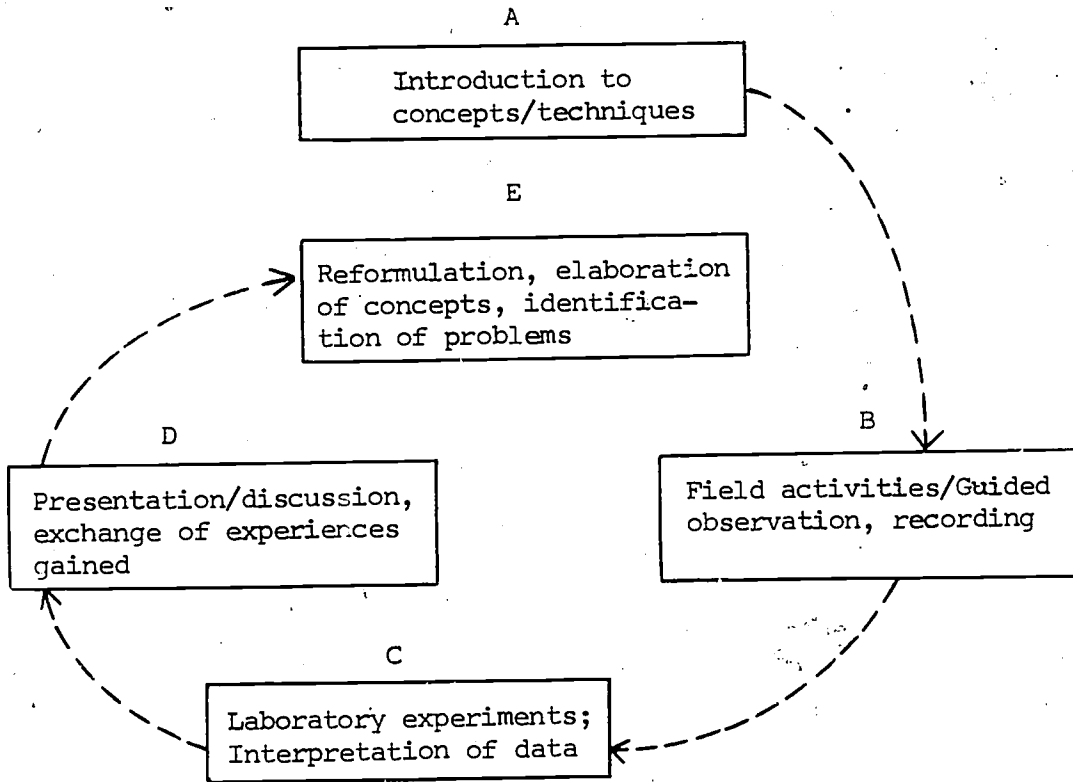 A
Introduction to
concepts/techniques
E
Reformulation, elaboration
of concepts, identifica-
tion of problems
B
Field activities/Guided
observation, recording
D
Presentation/discussion,
exchange of experiences
gained
C
Laboratory experiments;
Interpretation of data